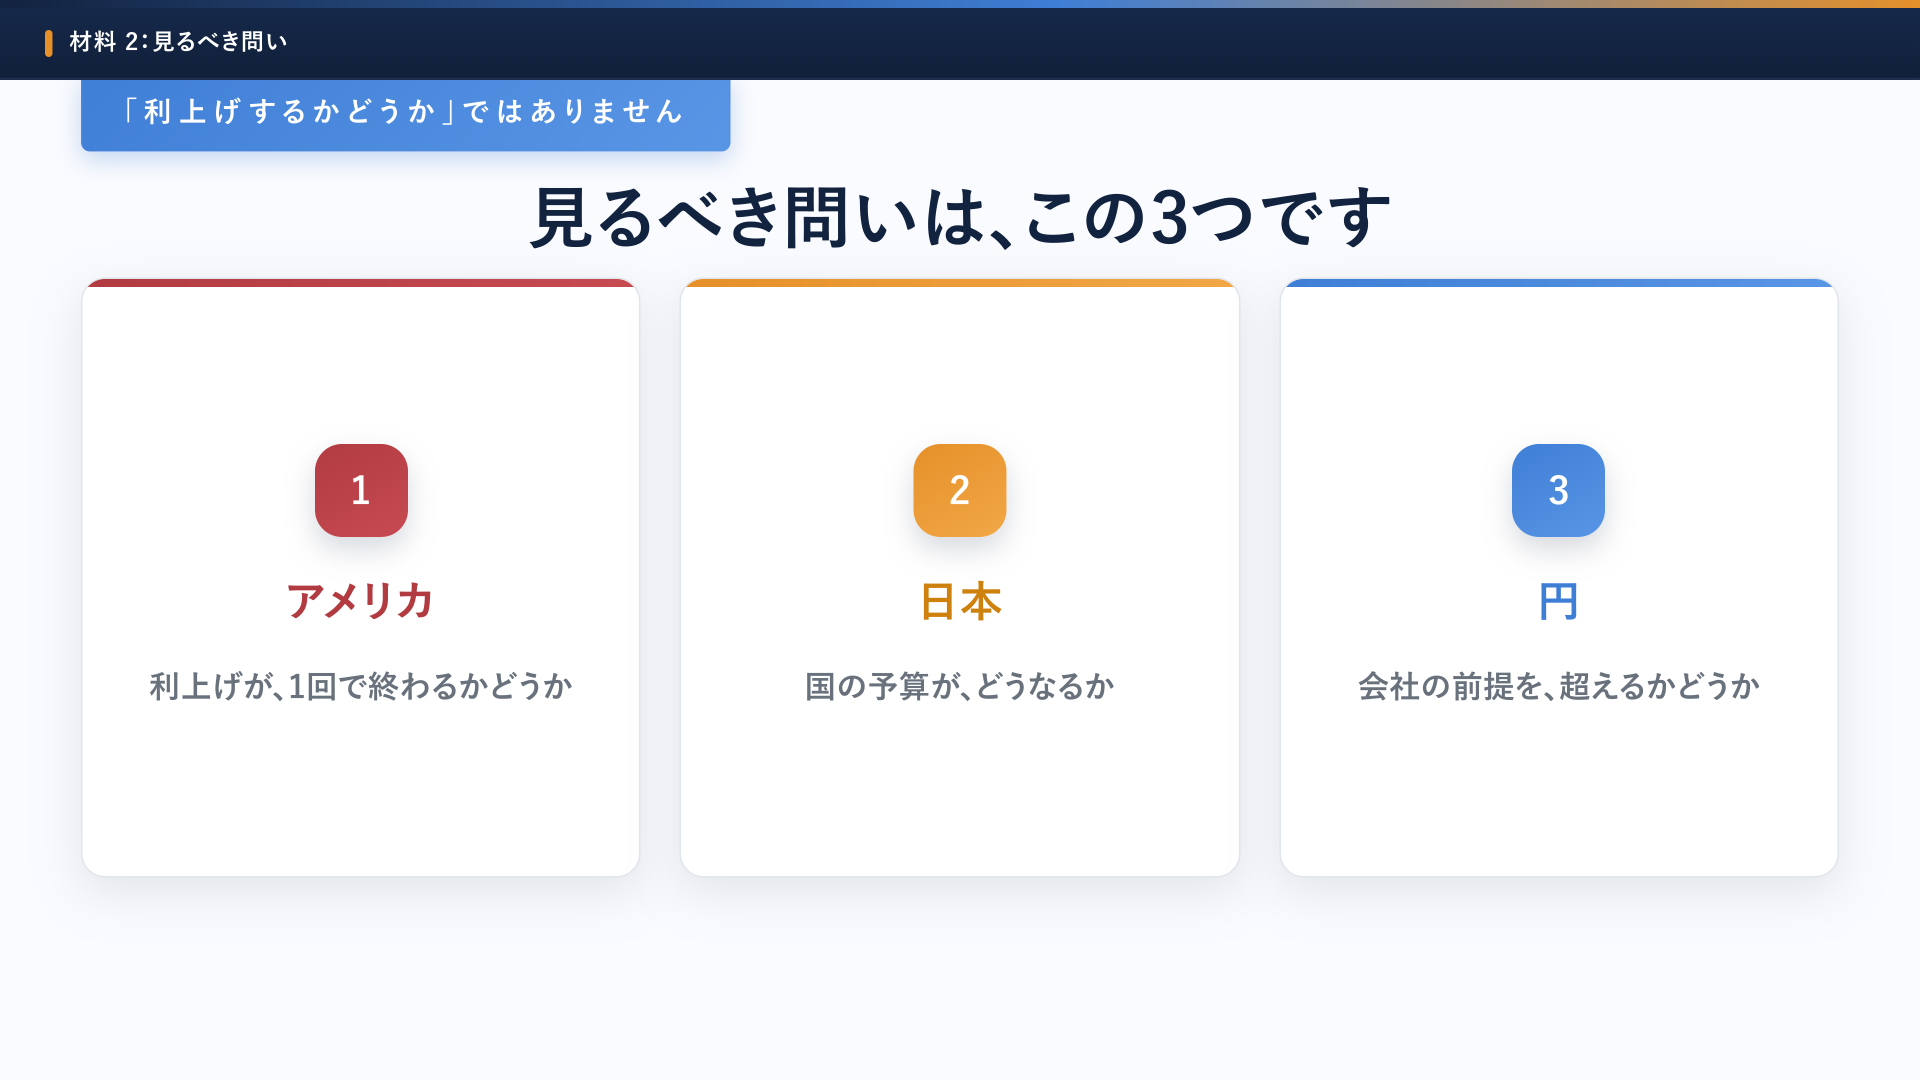 材料 2：見るべき問い
「利上げするかどうか」ではありません
見るべき問いは、この3つです
1
アメリカ
利上げが、1回で終わるかどうか
2
日本
国の予算が、どうなるか
3
円
会社の前提を、超えるかどうか